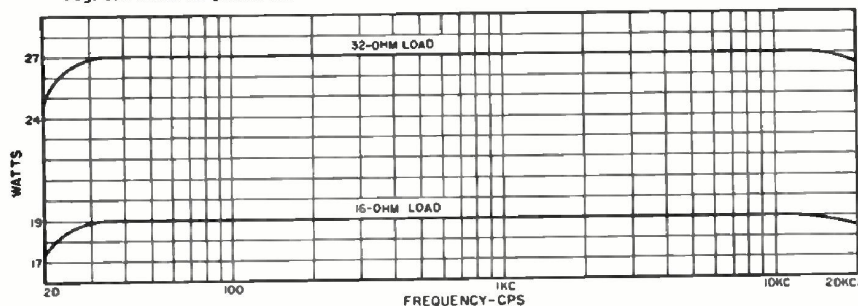 32-OHM LOAD
27
24
WATTS
16-OHM LOAD
19
17
20
100
1KC
10KC
20KC
FREQUENCY-CPS